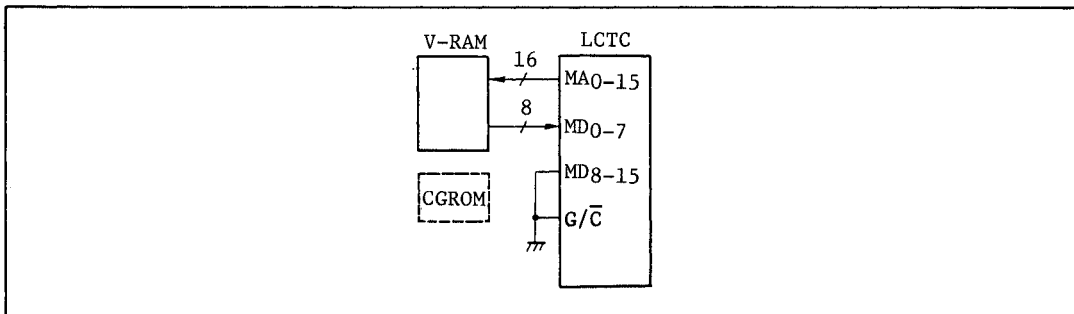 V-RAM LCTC
16 MA0-15
8 MD0-7
MD8-15
CGROM
G/C̅